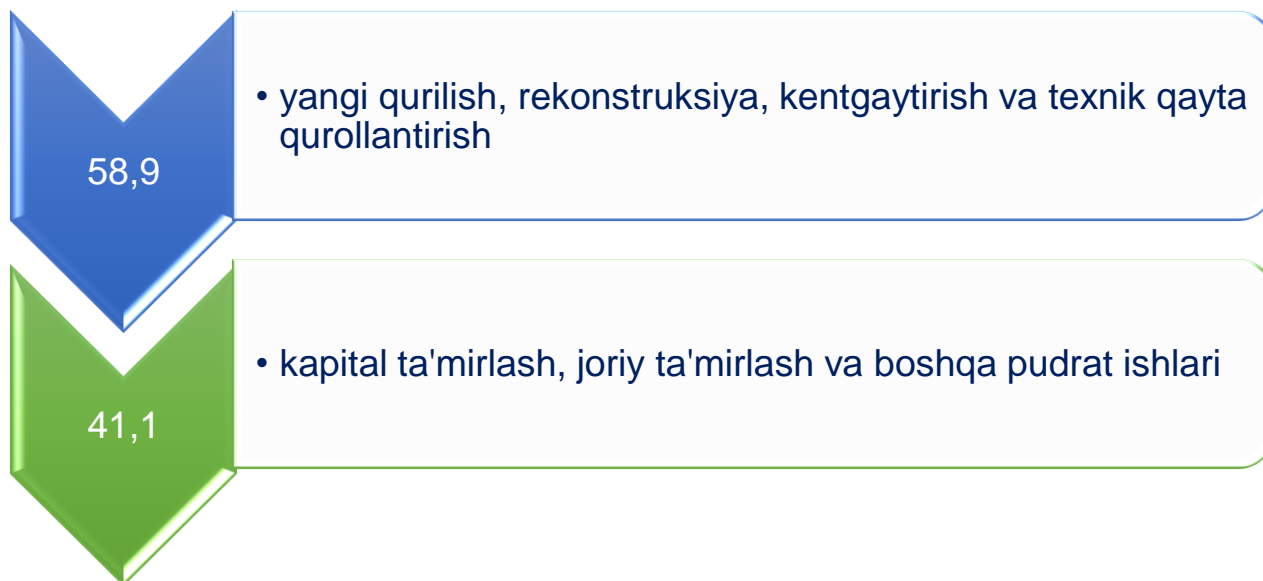 58,9
• yangi qurilish, rekonstruksiya, kentgaytirish va texnik qayta
qurollantirish
41,1
• kapital ta'mirlash, joriy ta'mirlash va boshqa pudrat ishlari